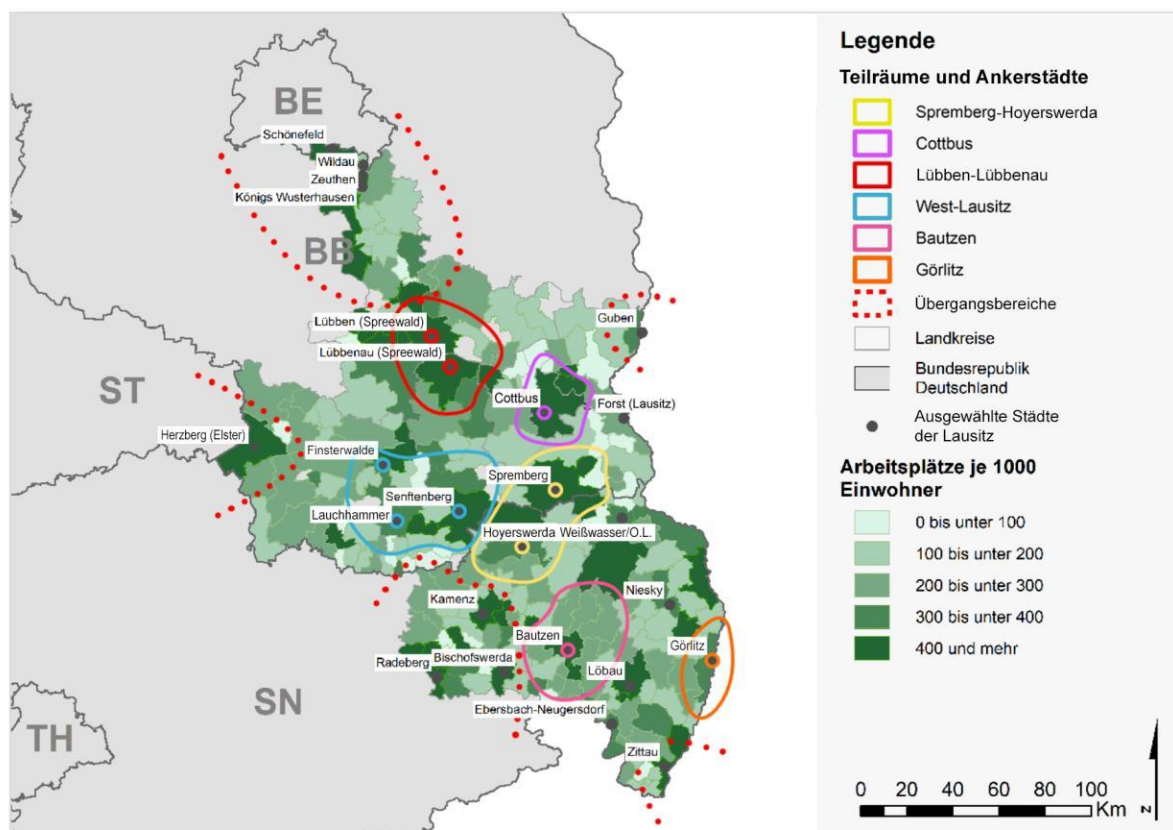 BE
Schönefeld
Wildau
Zeuthen
Königs Wusterhausen
BB
Lübben (Spreewald)
Guben
Lübbenau (Spreewald)
ST
Cottbus
Forst (Lausitz)
Herzberg (Elster)
Finsterwalde
Spremberg
Senftenberg
Lauchhammer
Hoyerswerda
Weißwasser/O.L.
Kamenz
Niesky
Bautzen
Görlitz
Radeberg
Bischofswerda
Löbau
SN
Ebersbach-Neugersdorf
TH
Zittau
Legende
Teilräume und Ankerstädte
Spremberg-Hoyerswerda
Cottbus
Lübben-Lübbenau
West-Lausitz
Bautzen
Görlitz
Übergangsbereiche
Landkreise
Bundesrepublik
Deutschland
Ausgewählte Städte
der Lausitz
Arbeitsplätze je 1000
Einwohner
0 bis unter 100
100 bis unter 200
200 bis unter 300
300 bis unter 400
400 und mehr
0 20 40 60 80 100
Km
N